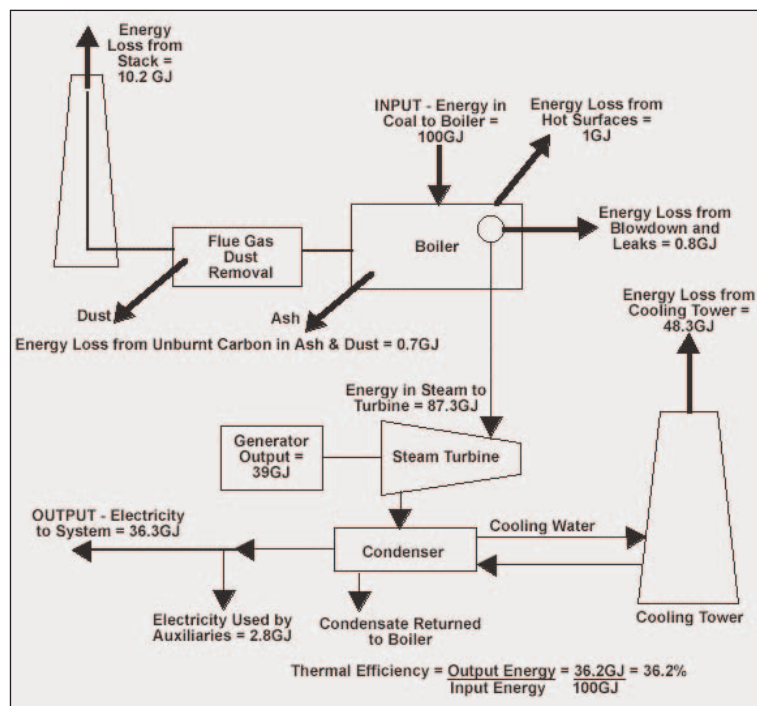 Energy
Loss from
Stack =
10.2 GJ
INPUT - Energy in
Coal to Boiler =
100GJ
Energy Loss from
Hot Surfaces =
1GJ
Flue Gas
Dust
Removal
Boiler
Energy Loss from
Blowdown and
Leaks = 0.8GJ
Dust
Ash
Energy Loss from Unburnt Carbon in Ash & Dust = 0.7GJ
Energy Loss from
Cooling Tower =
48.3GJ
Energy in Steam to
Turbine = 87.3GJ
Generator
Output =
39GJ
Steam Turbine
OUTPUT - Electricity
to System = 36.3GJ
Condenser
Cooling Water
Electricity Used by
Auxiliaries = 2.8GJ
Condensate Returned
to Boiler
Cooling Tower
Thermal Efficiency = Output Energy = 36.2GJ = 36.2%
Input Energy 100GJ